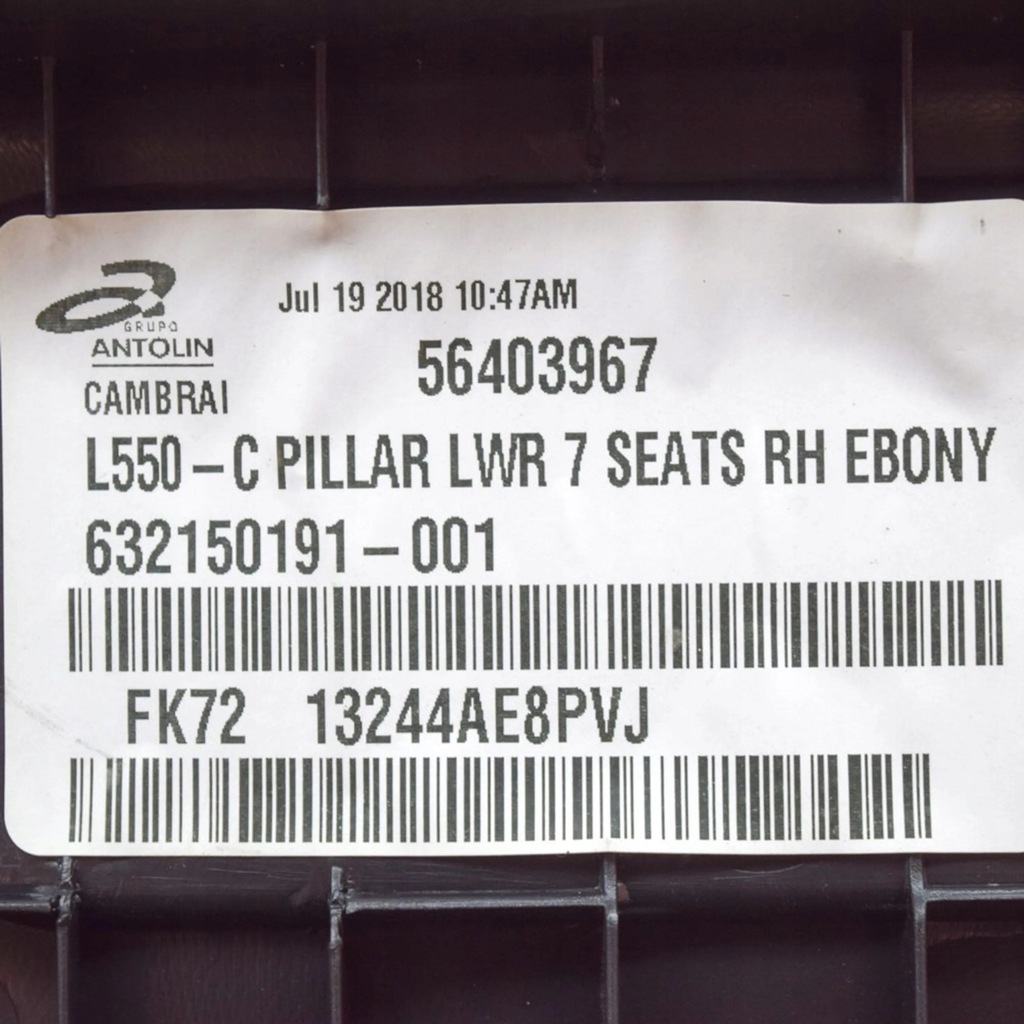 GRUPO
ANTOLIN
CAMBRAI
Jul 19 2018 10:47AM
56403967
L550-C PILLAR LWR 7 SEATS RH EBONY
632150191-001
FK72 13244AE8PVJ